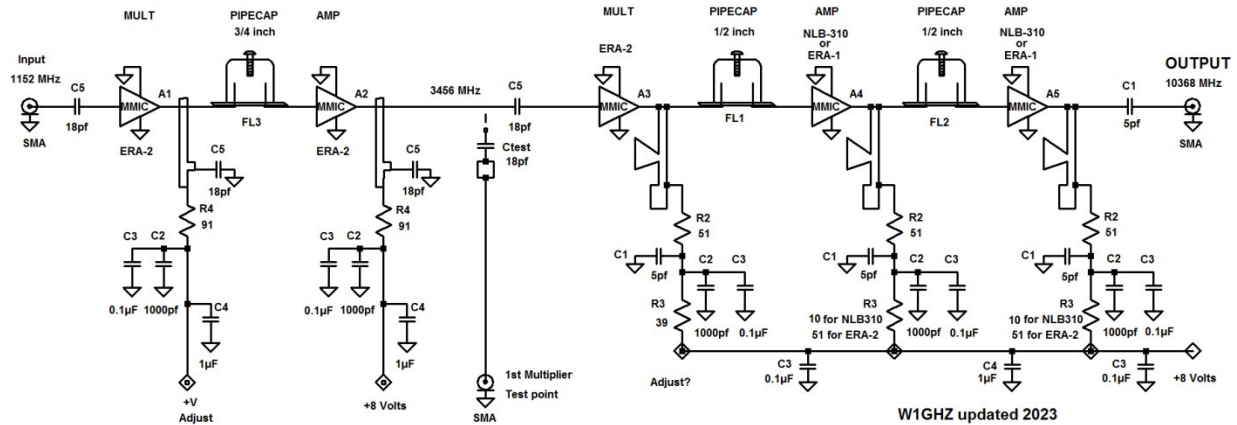 MULT
PIPECAP
3/4 inch
AMP
MULT
PIPECAP
1/2 inch
AMP
NLB-310
or
ERA-1
PIPECAP
1/2 inch
AMP
NLB-310
or
ERA-1
Input
1152 MHz
SMA
C5
18pf
MMIC
A1
ERA-2
FL3
MMIC
A2
ERA-2
3456 MHz
C5
18pf
Ctest
18pf
ERA-2
MMIC
A3
FL1
MMIC
A4
FL2
MMIC
A5
C1
5pf
OUTPUT
10368 MHz
SMA
C5
18pf
R4
91
C3
C2
0.1µF
1000pf
C4
1µF
+V
Adjust
C5
18pf
R4
91
C3
C2
0.1µF
1000pf
C4
1µF
+8 Volts
1st Multiplier
Test point
SMA
R2
51
C1
5pf
C2
C3
R3
39
1000pf
0.1µF
Adjust?
R2
51
C1
5pf
C2
C3
R3
10 for NLB310
51 for ERA-2
1000pf
0.1µF
R2
51
C1
5pf
C2
C3
R3
10 for NLB310
51 for ERA-2
1000pf
0.1µF
C3
0.1µF
C4
1µF
C3
0.1µF
+8 Volts
W1GHZ updated 2023